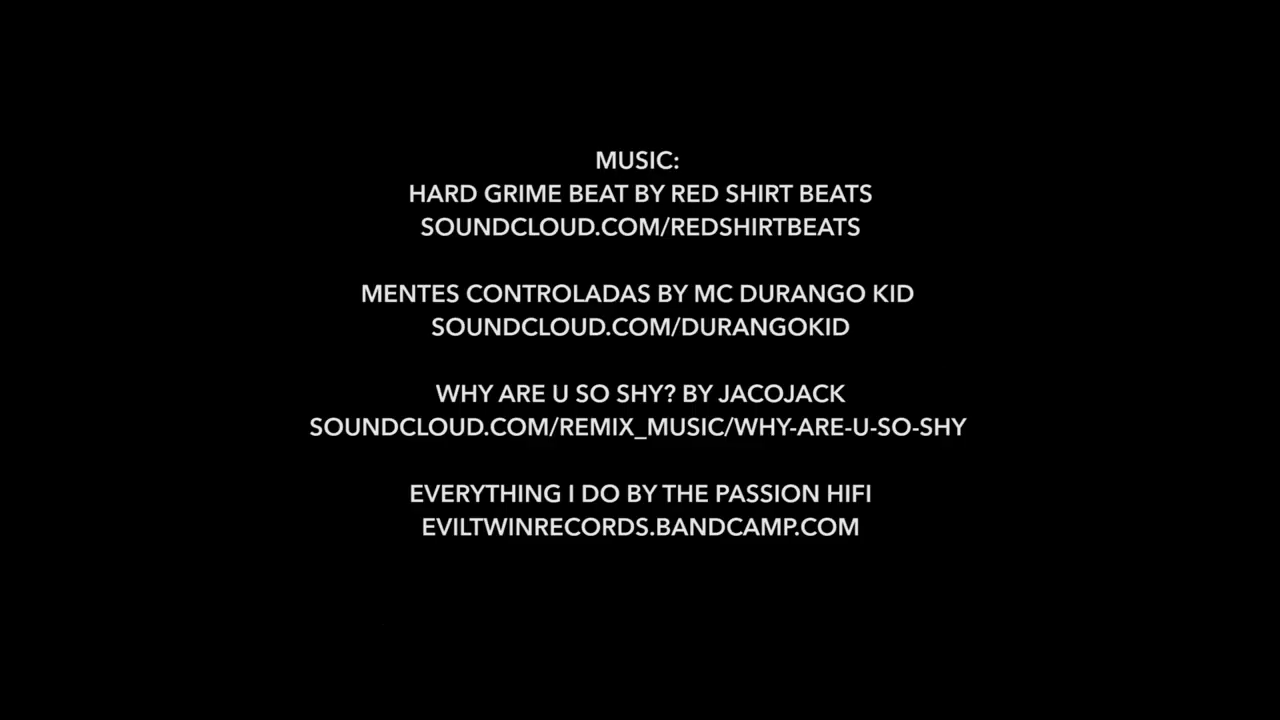 MUSIC:
HARD GRIME BEAT BY RED SHIRT BEATS
SOUNDCLOUD.COM/REDSHIRTBEATS
MENTES CONTROLADAS BY MC DURANGO KID
SOUNDCLOUD.COM/DURANGOKID
WHY ARE U SO SHY? BY JACOJACK
SOUNDCLOUD.COM/REMIX_MUSIC/WHY-ARE-U-SO-SHY
EVERYTHING I DO BY THE PASSION HIFI
EVILTWINRECORDS.BANDCAMP.COM